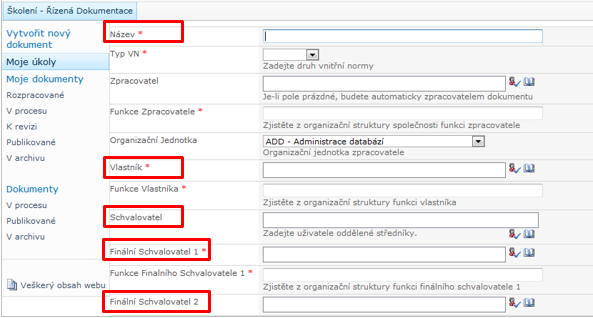 Školení - Řízená Dokumentace
Vytvořit nový
dokument
Moje úkoly
Moje dokumenty
Rozpracované
V procesu
K revizi
Publikované
V archivu
Dokumenty
V procesu
Publikované
V archivu
Veškerý obsah webu
Název *
Typ VN *
Zadejte druh vnitřní normy
Zpracovatel
Je-li pole prázdné, budete automaticky zpracovatelem dokumentu
Funkce Zpracovatele *
Zjistěte z organizační struktury společnosti funkci zpracovatele
Organizační Jednotka
ADD - Administrace databází
Organizační jednotka zpracovatele
Vlastník *
Funkce Vlastníka *
Zjistěte z organizační struktury funkci vlastníka
Schvalovatel
Zadejte uživatele oddělené středníky.
Finální Schvalovatel 1 *
Funkce Finalního Schvalovatele 1 *
Zjistěte z organizační struktury funkci finálního schvalovatele 1
Finální Schvalovatel 2